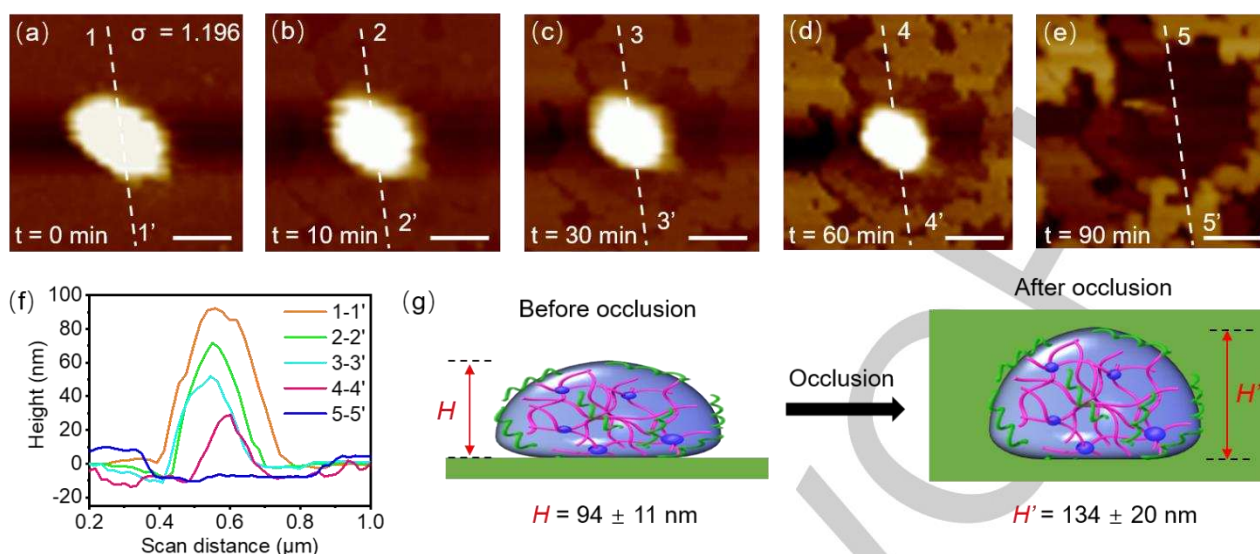 (a) 1 σ = 1.196
1'
t = 0 min
(b) 2
2'
t = 10 min
(c) 3
3'
t = 30 min
(d) 4
4'
t = 60 min
(e) 5
5'
t = 90 min
(f)
100
80
60
40
20
0
-20
Height (nm)
0.2 0.4 0.6 0.8 1.0
Scan distance (μm)
1-1'
2-2'
3-3'
4-4'
5-5'
(g)
Before occlusion
H
H = 94 ± 11 nm
Occlusion
After occlusion
H'
H' = 134 ± 20 nm